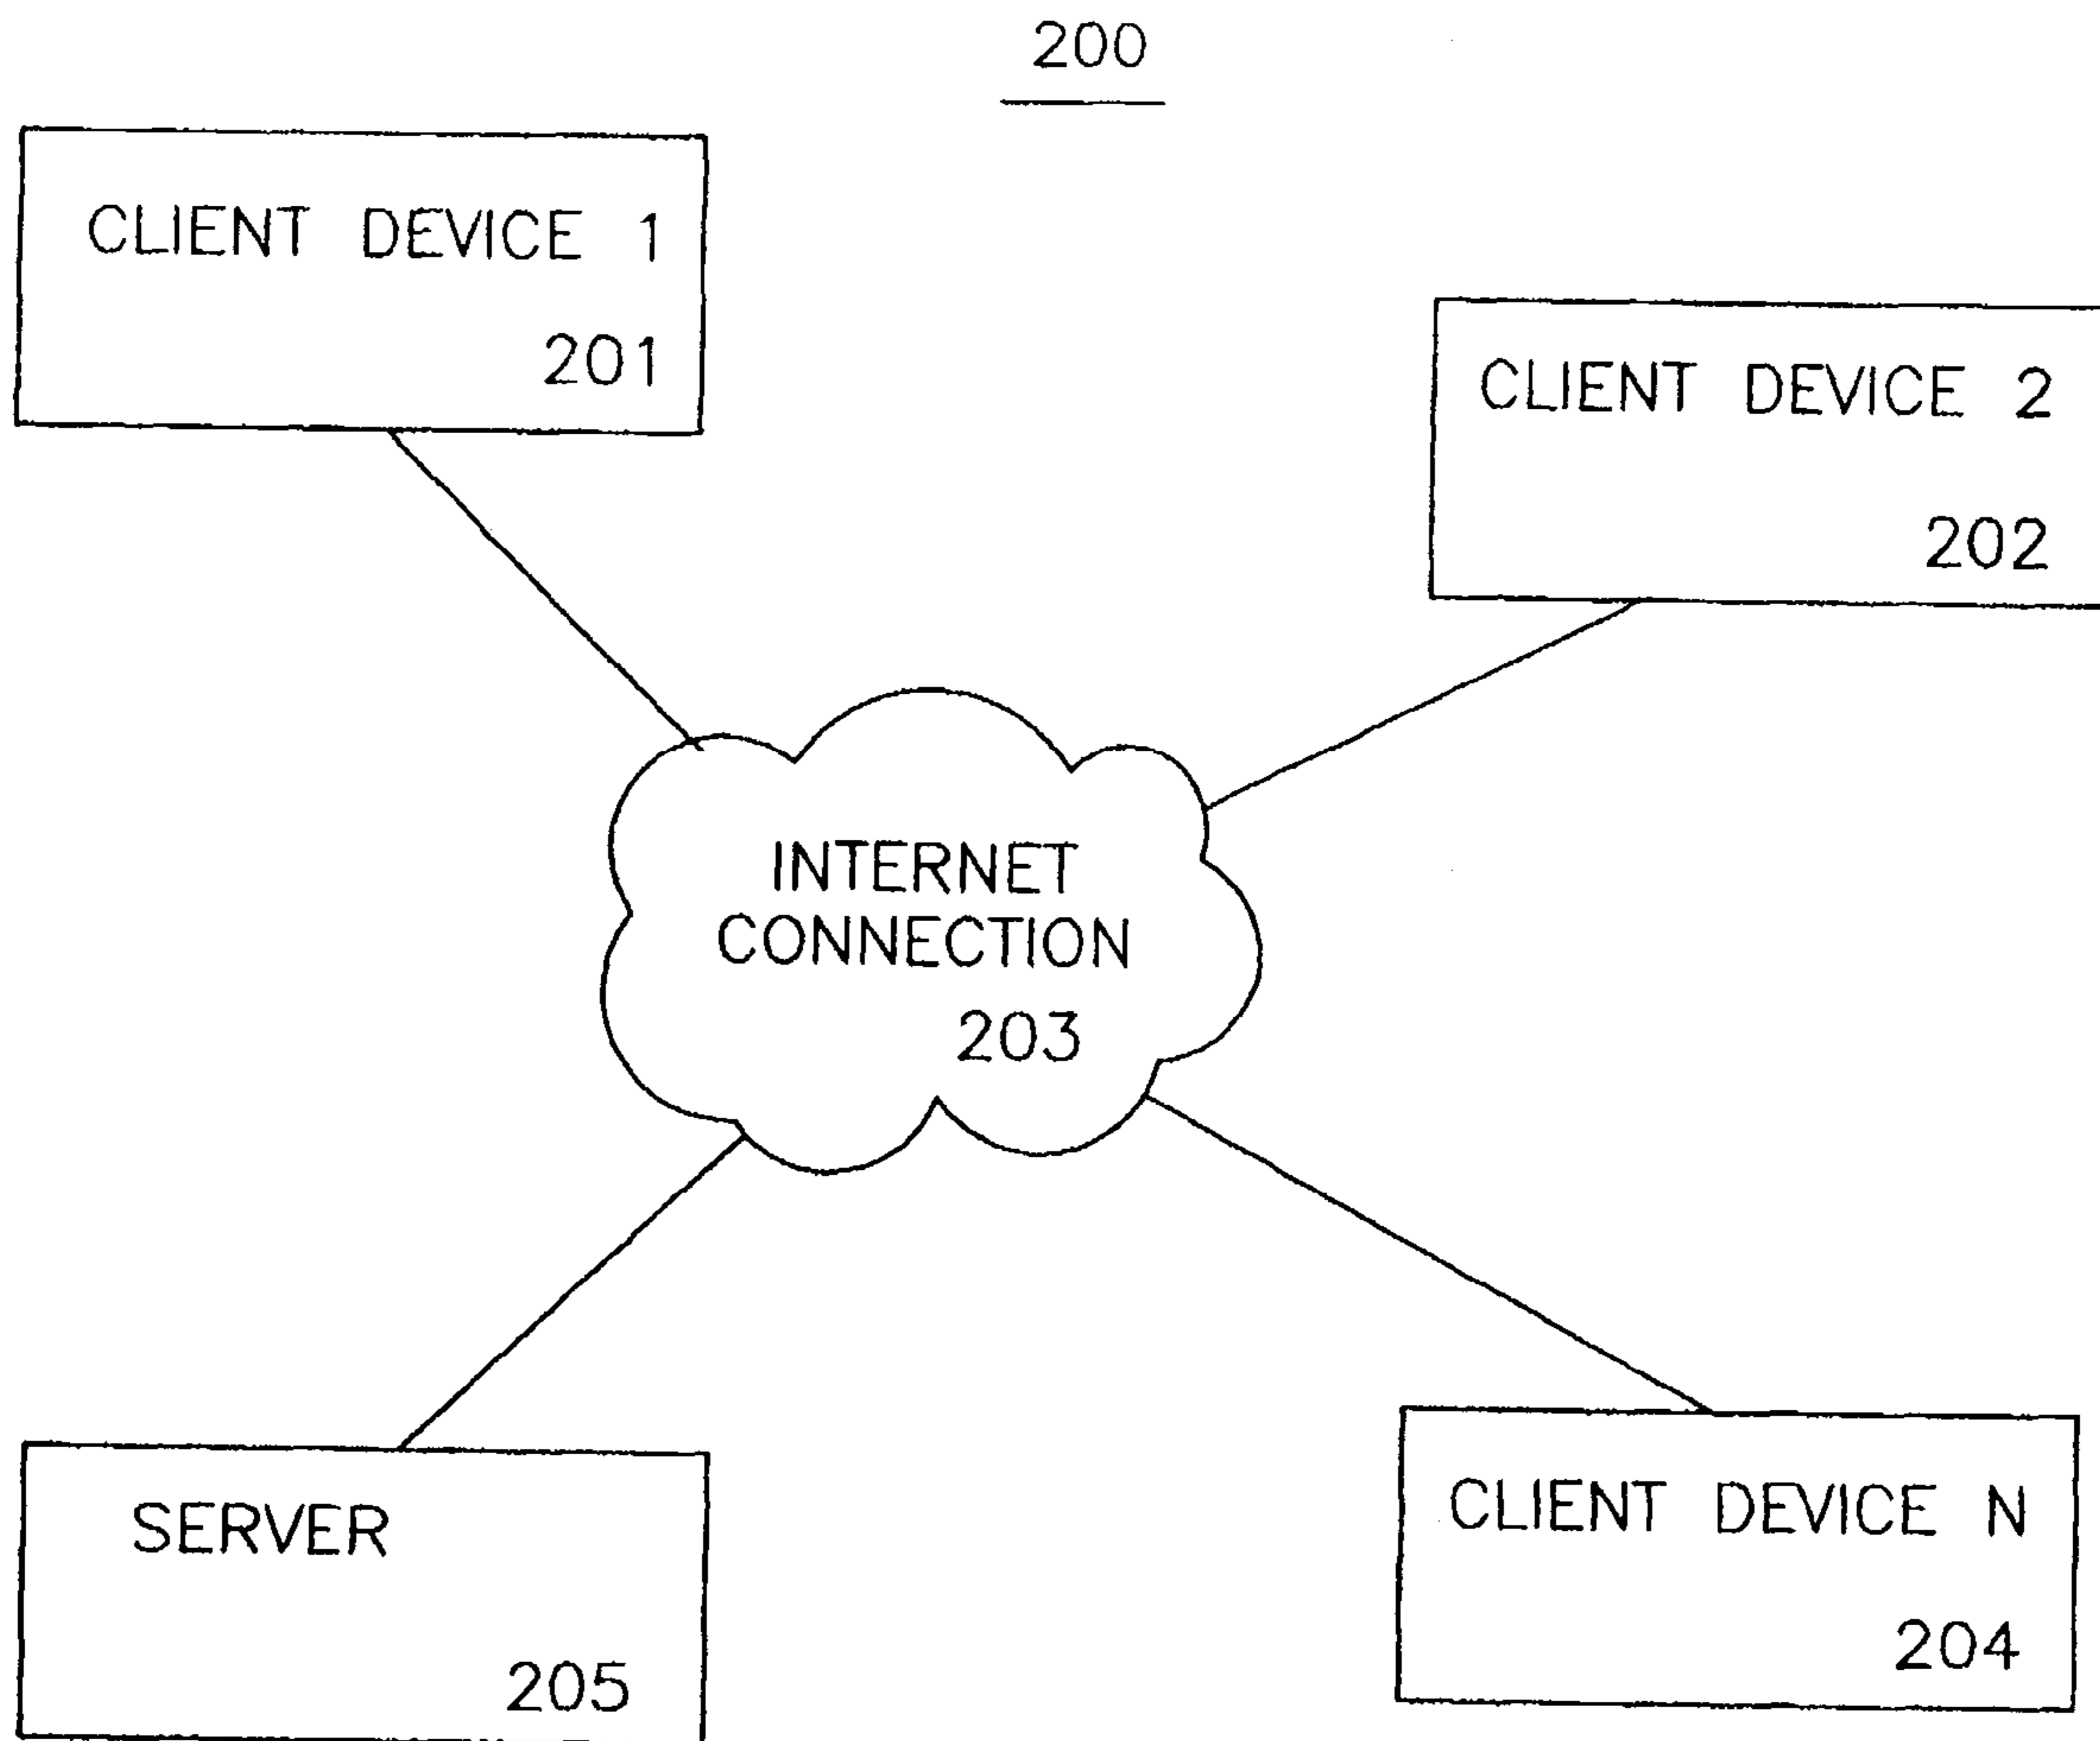 200
CLIENT DEVICE 1
201
CLIENT DEVICE 2
202
INTERNET
CONNECTION
203
SERVER
205
CLIENT DEVICE N
204